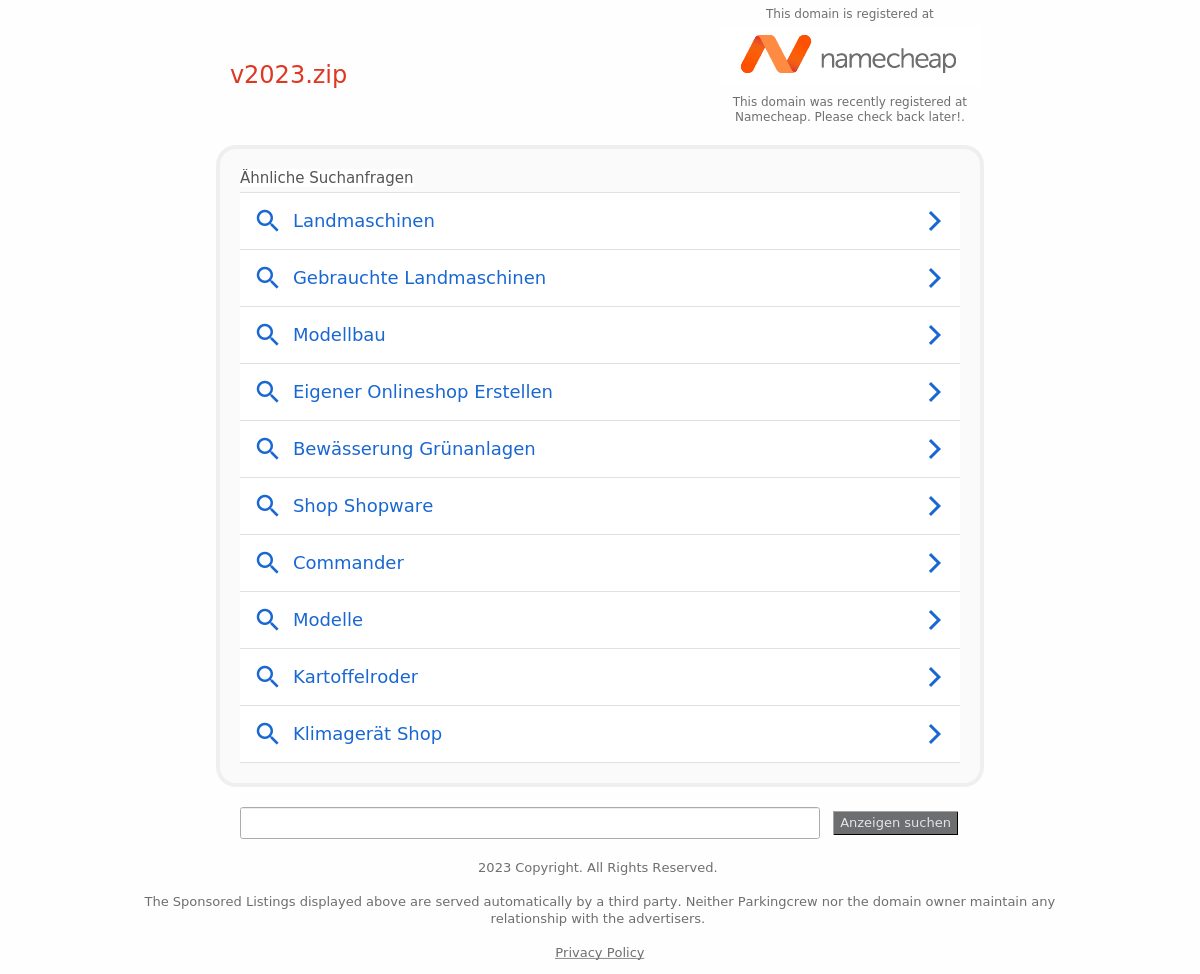 This domain is registered at
namecheap
v2023.zip
This domain was recently registered at
Namecheap. Please check back later!.
Ähnliche Suchanfragen
Landmaschinen
Gebrauchte Landmaschinen
Modellbau
Eigener Onlineshop Erstellen
Bewässerung Grünanlagen
Shop Shopware
Commander
Modelle
Kartoffelroder
Klimagerät Shop
Anzeigen suchen
2023 Copyright. All Rights Reserved.
The Sponsored Listings displayed above are served automatically by a third party. Neither Parkingcrew nor the domain owner maintain any
relationship with the advertisers.
Privacy Policy